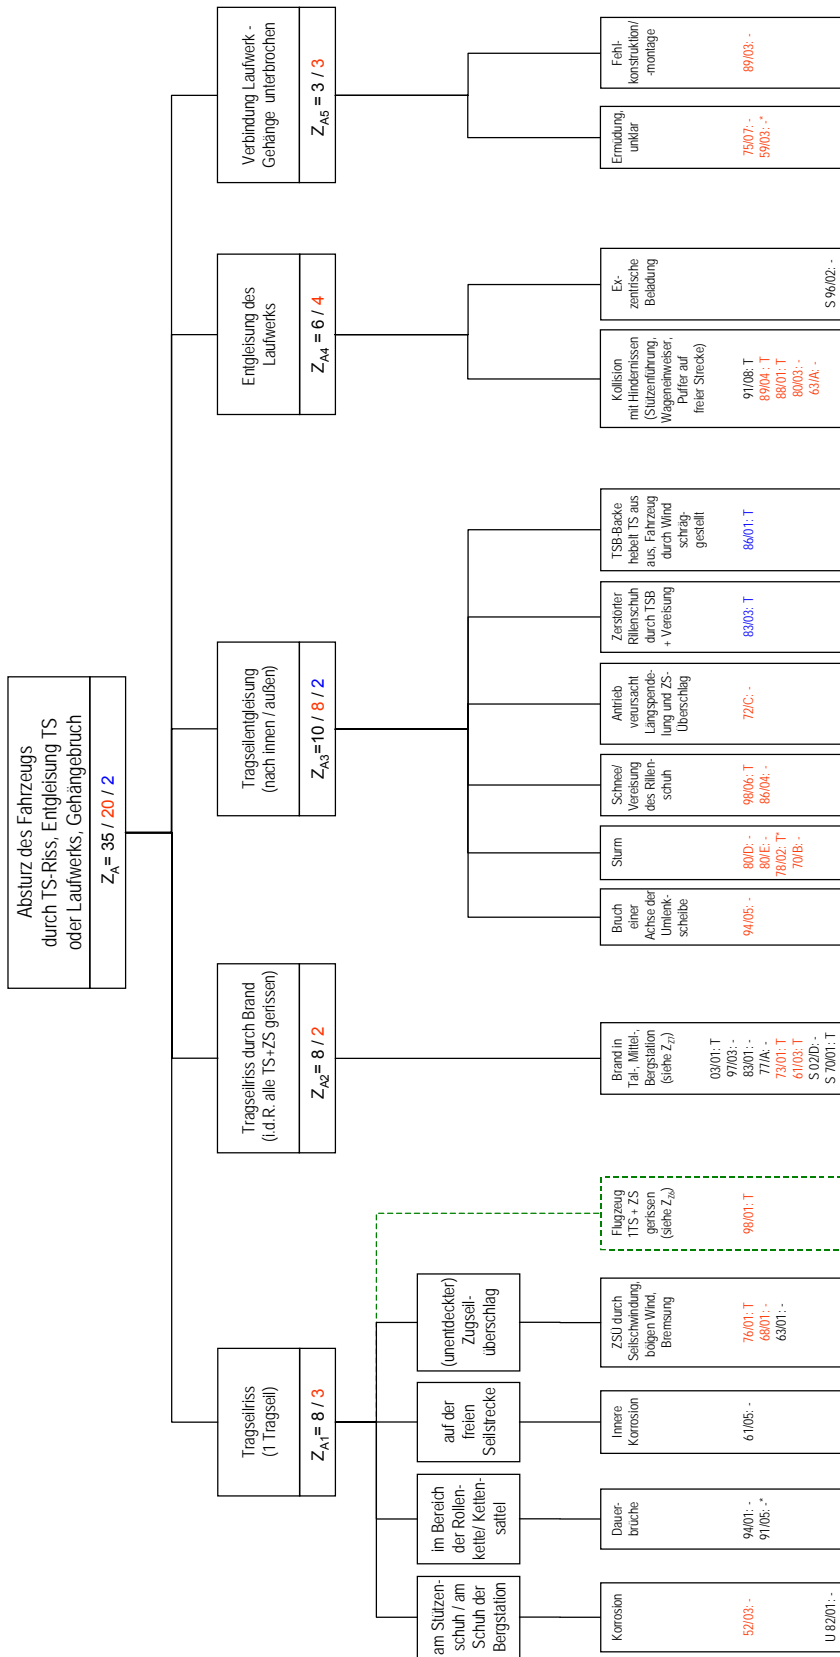 Absturz des Fahrzeugs
durch TS-Riss, Entgleisung TS
oder Laufwerks, Gehängebruch
Z_A = 35 / 20 / 2
Tragseilriss
(1 Tragseil)
Z_A1 = 8 / 3
Tragseilriss durch Brand
(i.d.R. alle TS+ZS gerissen)
Z_A2 = 8 / 2
Tragseilentgleisung
(nach innen / außen)
Z_A3 =10 / 8 / 2
Entgleisung des
Laufwerks
Z_A4 = 6 / 4
Verbindung Laufwerk -
Gehänge unterbrochen
Z_A5 = 3 / 3
am Stützen-
schuh / am
Schuh der
Bergstation
im Bereich
der Rollen-
kette/ Ketten-
sattel
auf der
freien
Seilstrecke
(unentdeckter)
Zugseil-
überschlag
Korrosion
52/03: -
U 82/01: -
Dauer-
brüche
94/01: -
91/05: -*
Innere
Korrosion
61/05: -
ZSÜ durch
Seilschwindung,
böigen Wind,
Bremsung
76/01: T
68/01: -
63/01: -
Flugzeug
1TS + ZS
gerissen
(siehe Z_Z6)
98/01: T
Brand in
Tal-, Mittel-,
Bergstation
(siehe Z_Z7)
03/01: T
97/03: -
83/01: -
77/A: -
73/01: T
61/03: T
S 02/D: -
S 70/01: T
Bruch
einer
Achse der
Umlenk-
scheibe
94/05: -
Sturm
80/D: -
80/E: -
78/02: T*
70/B: -
Schnee/
Vereisung
des Rillen-
schuh
98/06: T
86/04: -
Antrieb
verursacht
Längspende-
lung und ZS-
Überschlag
72/C: -
Zerstörter
Rillenschuh
durch TSB
+ Vereisung
83/03: T
TSB-Backe
hebelt TS aus
aus, Fahrzeug
durch Wind
schräg-
gestellt
86/01: T
Kollision
mit Hindernissen
(Stützenführung,
Wageneinweiser,
Puffer auf
freier Strecke)
91/08: T
89/04 : T
88/01: T
80/03: -
63/A: -
Ex-
zentrische
Beladung
S 96/02: -
Ermüdung,
unklar
75/07: -
59/03: -*
Fehl-
konstruktion/
-montage
89/03: -